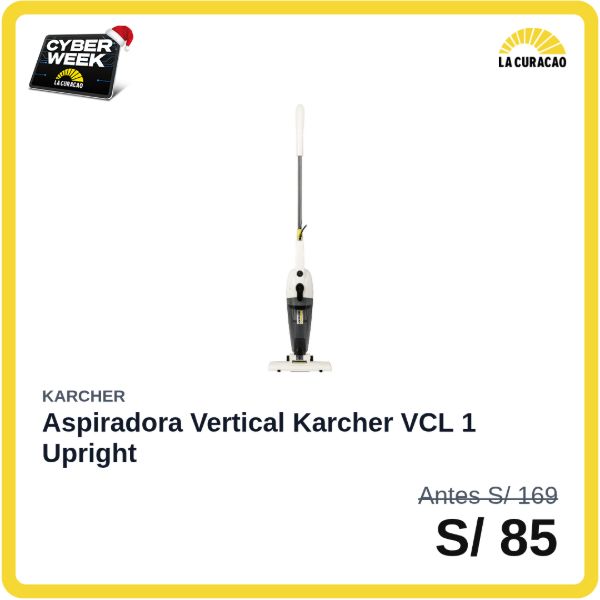 CYBER
WEEK
LA CURACAO
LA CURACAO
KARCHER
Aspiradora Vertical Karcher VCL 1
Upright
Antes S/ 169
S/ 85